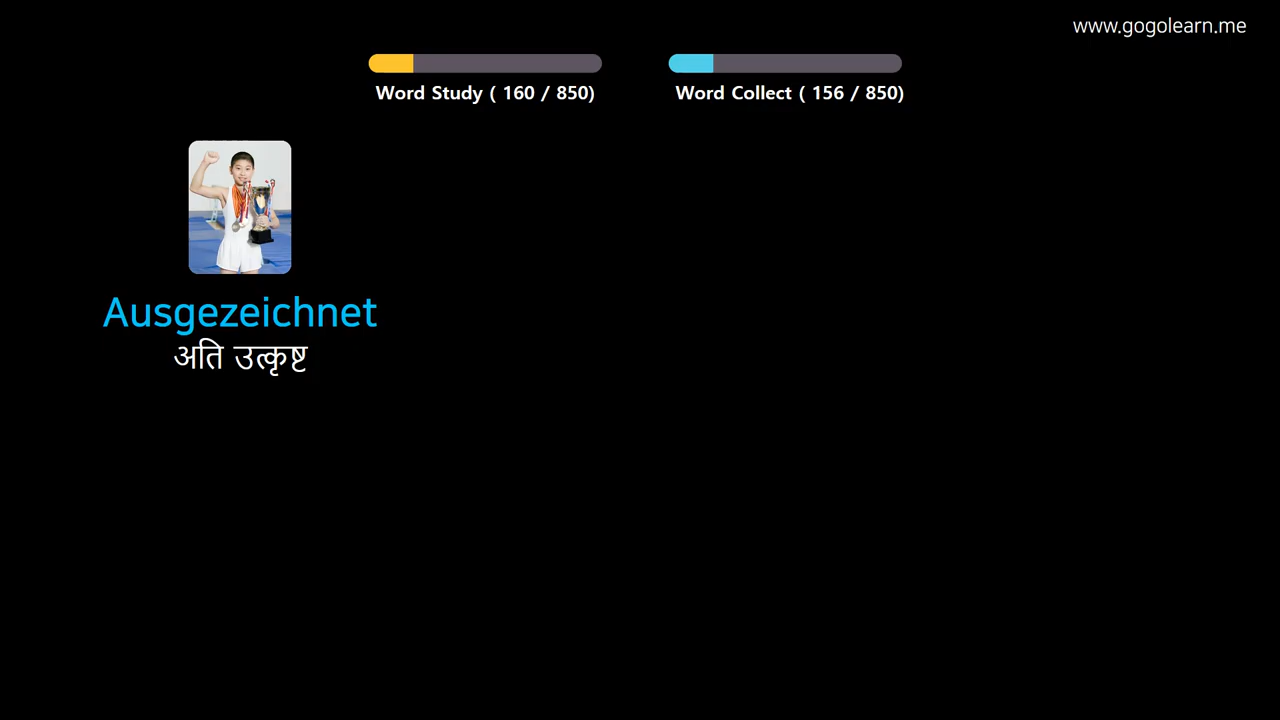 www.gogolearn.me
Word Study ( 160 / 850)
Word Collect ( 156 / 850)
Ausgezeichnet
अति उत्कृष्ट